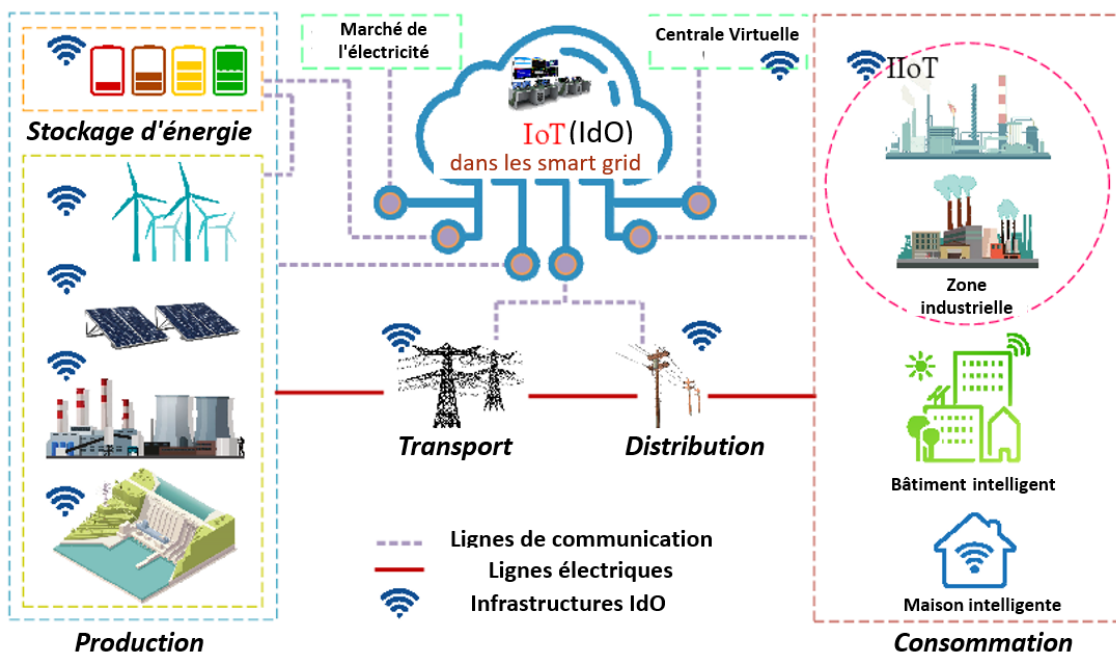 Marché de
l'électricité
Centrale Virtuelle
IIoT
IoT (IdO)
dans les smart grid
Stockage d'énergie
Zone
industrielle
Transport
Distribution
Bâtiment intelligent
Lignes de communication
Lignes électriques
Infrastructures IdO
Maison intelligente
Production
Consommation